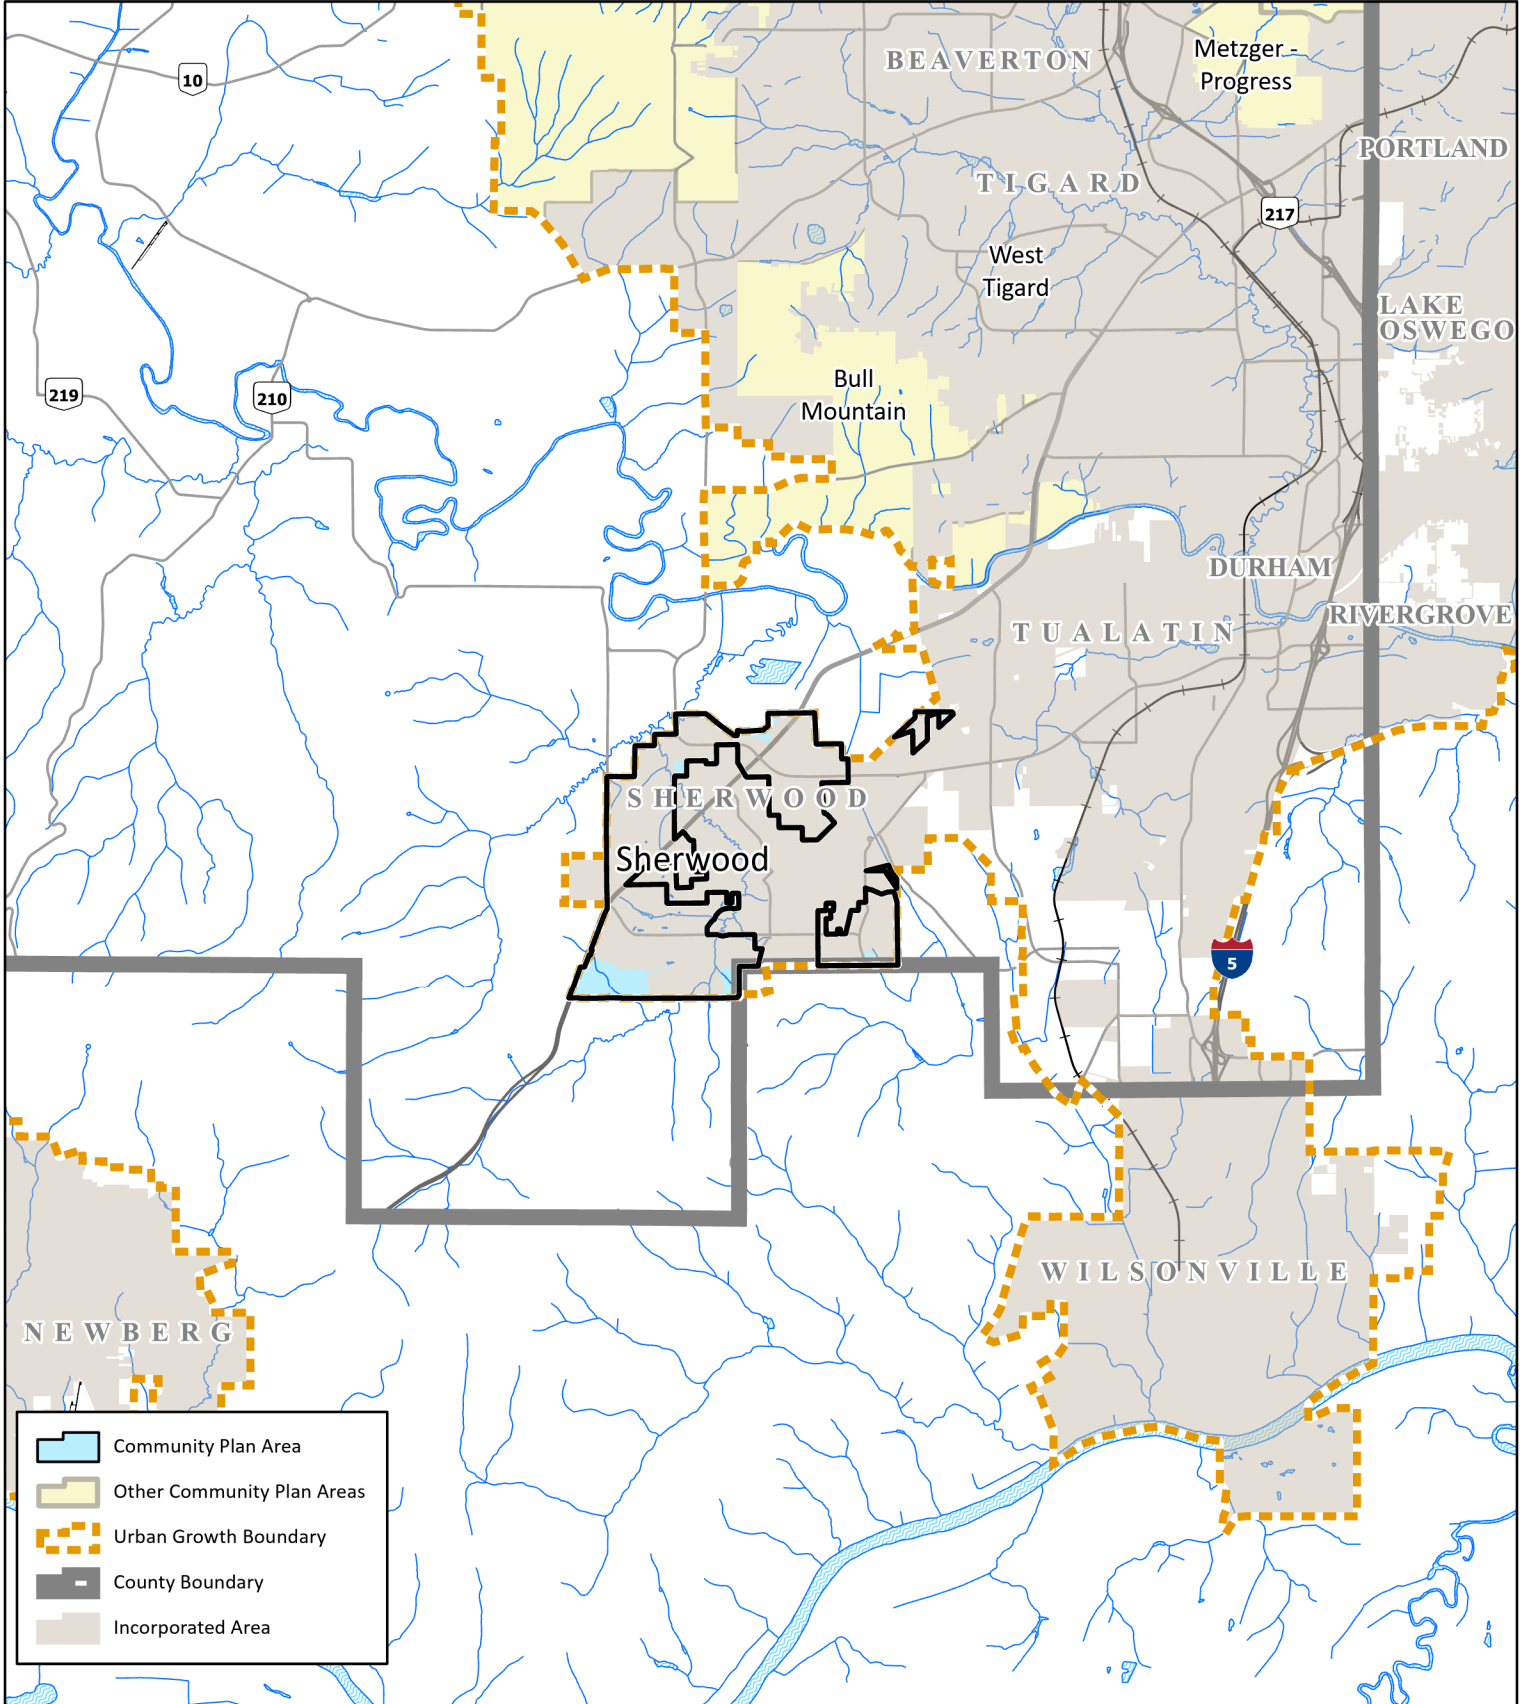 BEAVERTON
Metzger -
Progress
10
PORTLAND
TIGARD
217
West
Tigard
LAKE
OSWEGO
219
210
Bull
Mountain
DURHAM
RIVERGROVE
TUALATIN
SHERWOOD
Sherwood
5
WILSONVILLE
NEWBERG
Community Plan Area
Other Community Plan Areas
Urban Growth Boundary
County Boundary
Incorporated Area